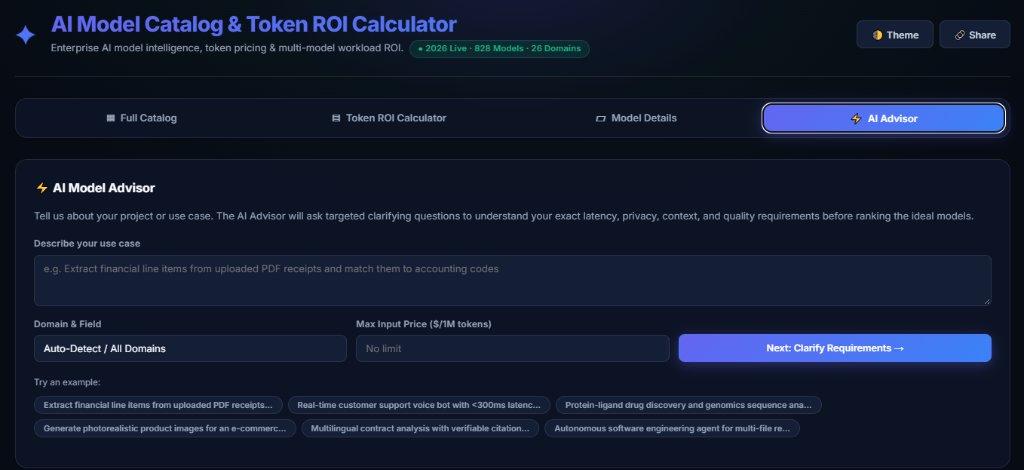 AI Model Catalog & Token ROI Calculator
Enterprise AI model intelligence, token pricing & multi-model workload ROI.
2026 Live · 828 Models · 26 Domains
Theme
Share
Full Catalog
Token ROI Calculator
Model Details
AI Advisor
AI Model Advisor
Tell us about your project or use case. The AI Advisor will ask targeted clarifying questions to understand your exact latency, privacy, context, and quality requirements before ranking the ideal models.
Describe your use case
e.g. Extract financial line items from uploaded PDF receipts and match them to accounting codes
Domain & Field
Max Input Price ($/1M tokens)
Auto-Detect / All Domains
No limit
Next: Clarify Requirements →
Try an example:
Extract financial line items from uploaded PDF receipts...
Real-time customer support voice bot with <300ms latenc...
Protein-ligand drug discovery and genomics sequence ana...
Generate photorealistic product images for an e-commerc...
Multilingual contract analysis with verifiable citation...
Autonomous software engineering agent for multi-file re...